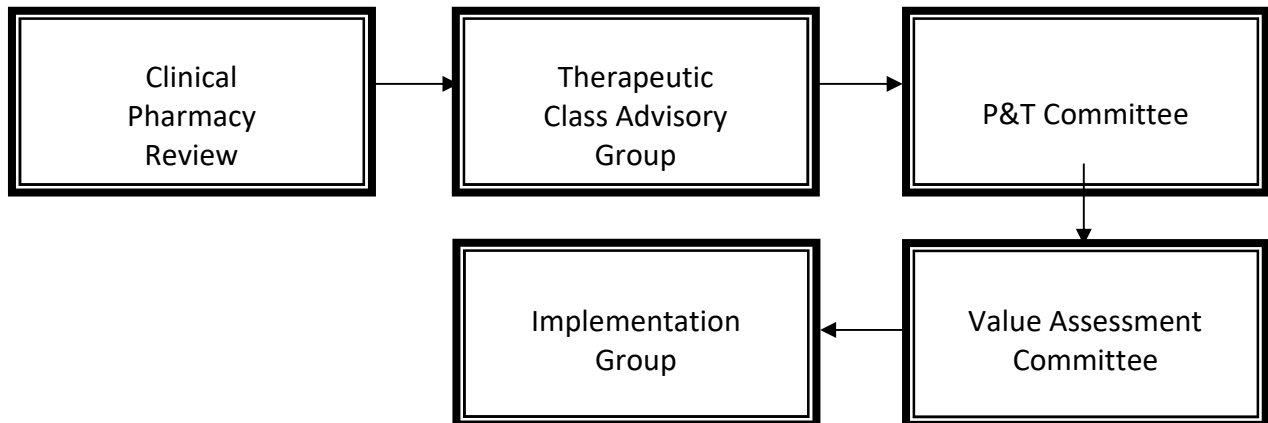 Clinical
Pharmacy
Review
Therapeutic
Class Advisory
Group
P&T Committee
Implementation
Group
Value Assessment
Committee